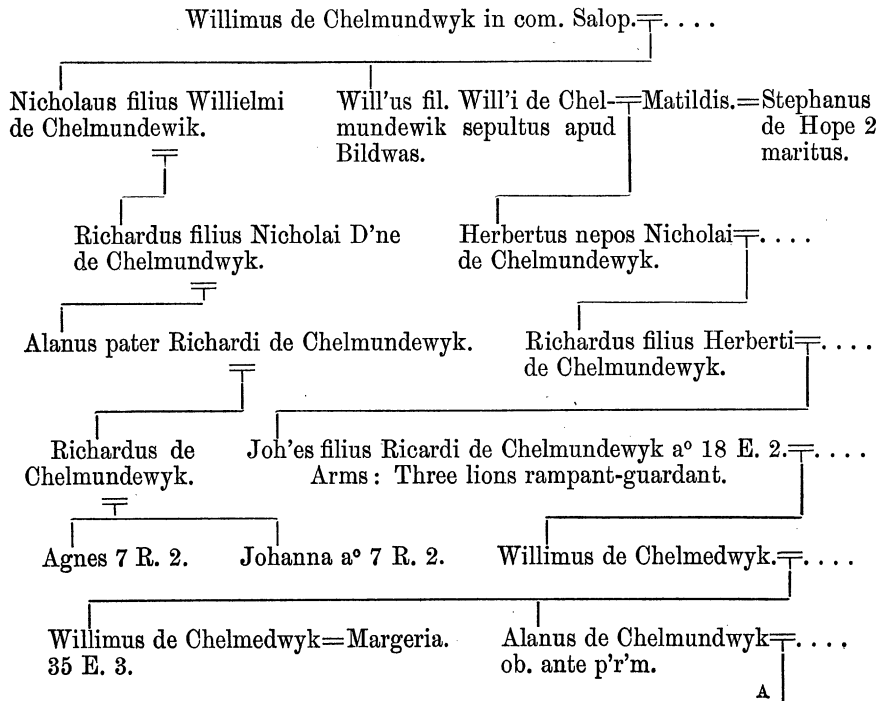 Willimus de Chelmundwyk in com. Salop.=. . . .
Nicholaus filius Willielmi
de Chelmundewik.
Will'us fil. Will'i de Chel-
mundewik sepultus apud
Bildwas.
=Matildis.=Stephanus
de Hope 2
maritus.
Richardus filius Nicholai D'ne
de Chelmundwyk.
Herbertus nepos Nicholai=. . . .
de Chelmundewyk.
Alanus pater Richardi de Chelmundewyk.
Richardus filius Herberti=. . . .
de Chelmundewyk.
Richardus de
Chelmundewyk.
Joh'es filius Ricardi de Chelmundewyk aº 18 E. 2.=. . . .
Arms: Three lions rampant-guardant.
Agnes 7 R. 2.
Johanna aº 7 R. 2.
Willimus de Chelmedwyk.=. . . .
Willimus de Chelmedwyk=Margeria.
35 E. 3.
Alanus de Chelmundwyk=. . . .
ob. ante p'r'm.
A